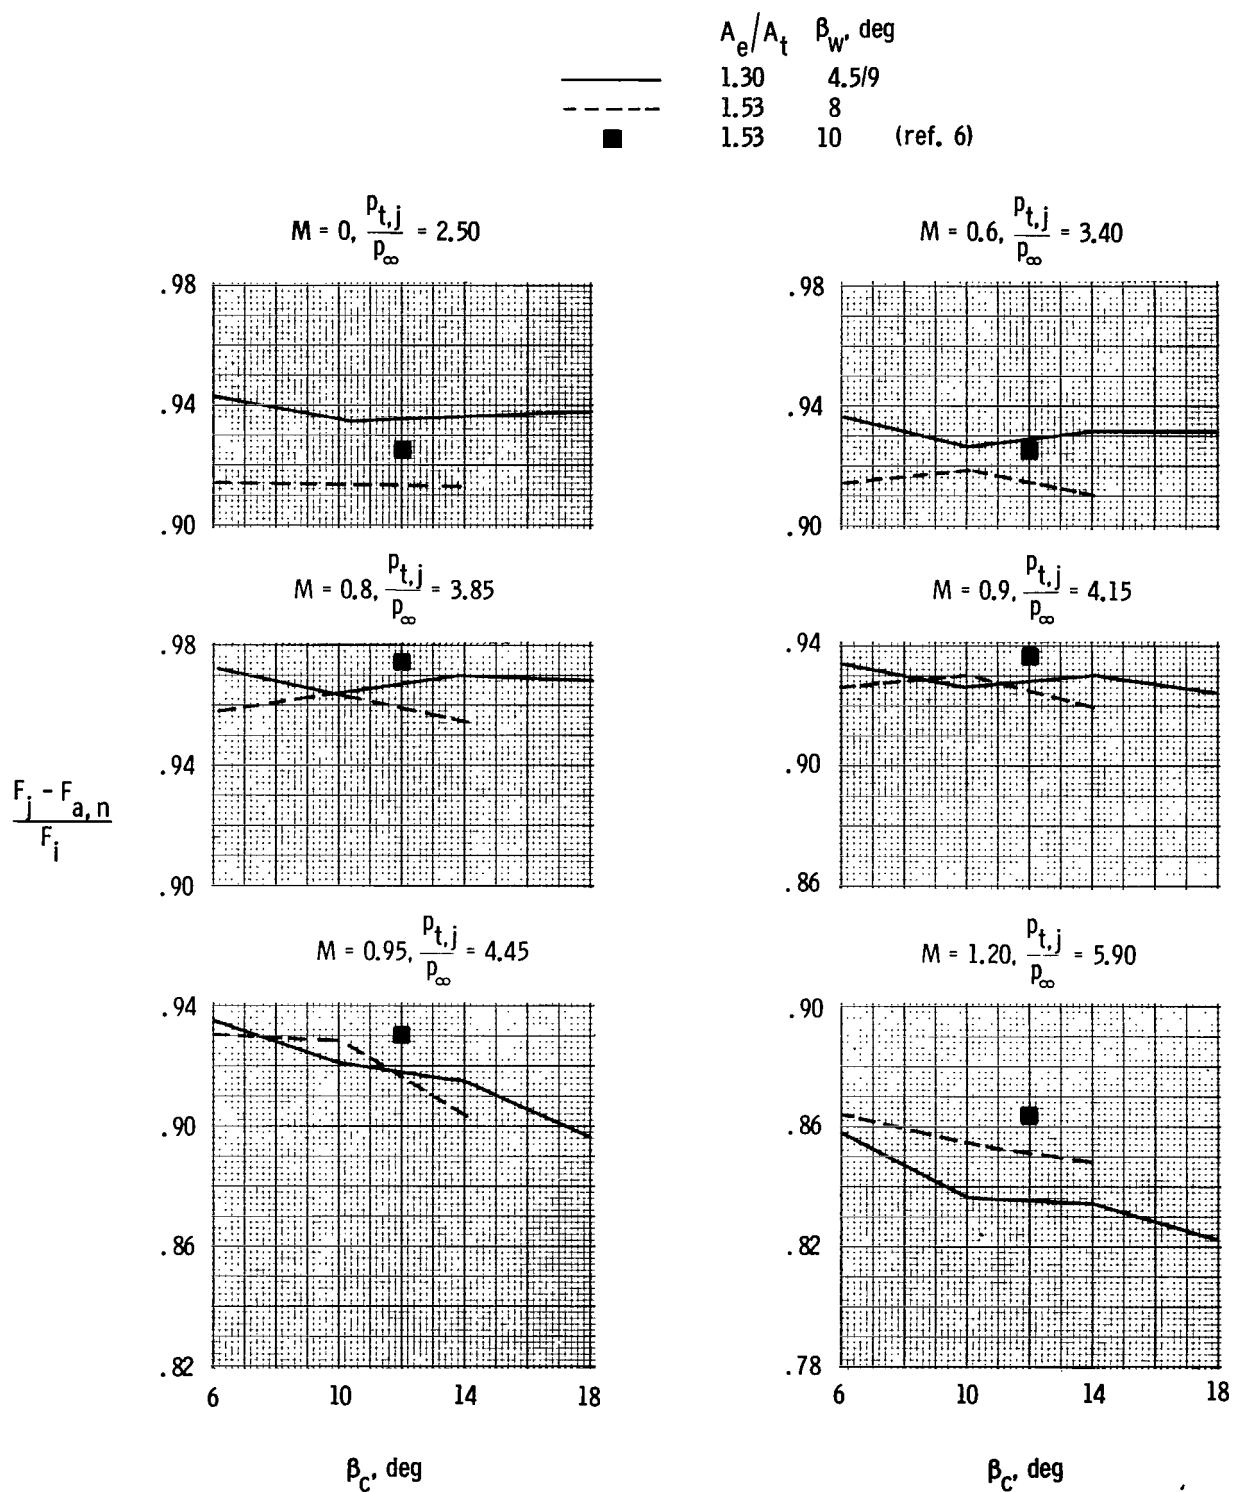 A_e/A_t β_w, deg
1.30 4.5/9
1.53 8
1.53 10 (ref. 6)
M = 0, p_t,j/p_∞ = 2.50
.98
.94
.90
M = 0.6, p_t,j/p_∞ = 3.40
.98
.94
.90
M = 0.8, p_t,j/p_∞ = 3.85
.98
.94
.90
M = 0.9, p_t,j/p_∞ = 4.15
.94
.90
.86
F_j - F_a,n
F_i
M = 0.95, p_t,j/p_∞ = 4.45
.94
.90
.86
.82
6 10 14 18
β_c, deg
M = 1.20, p_t,j/p_∞ = 5.90
.90
.86
.82
.78
6 10 14 18
β_c, deg